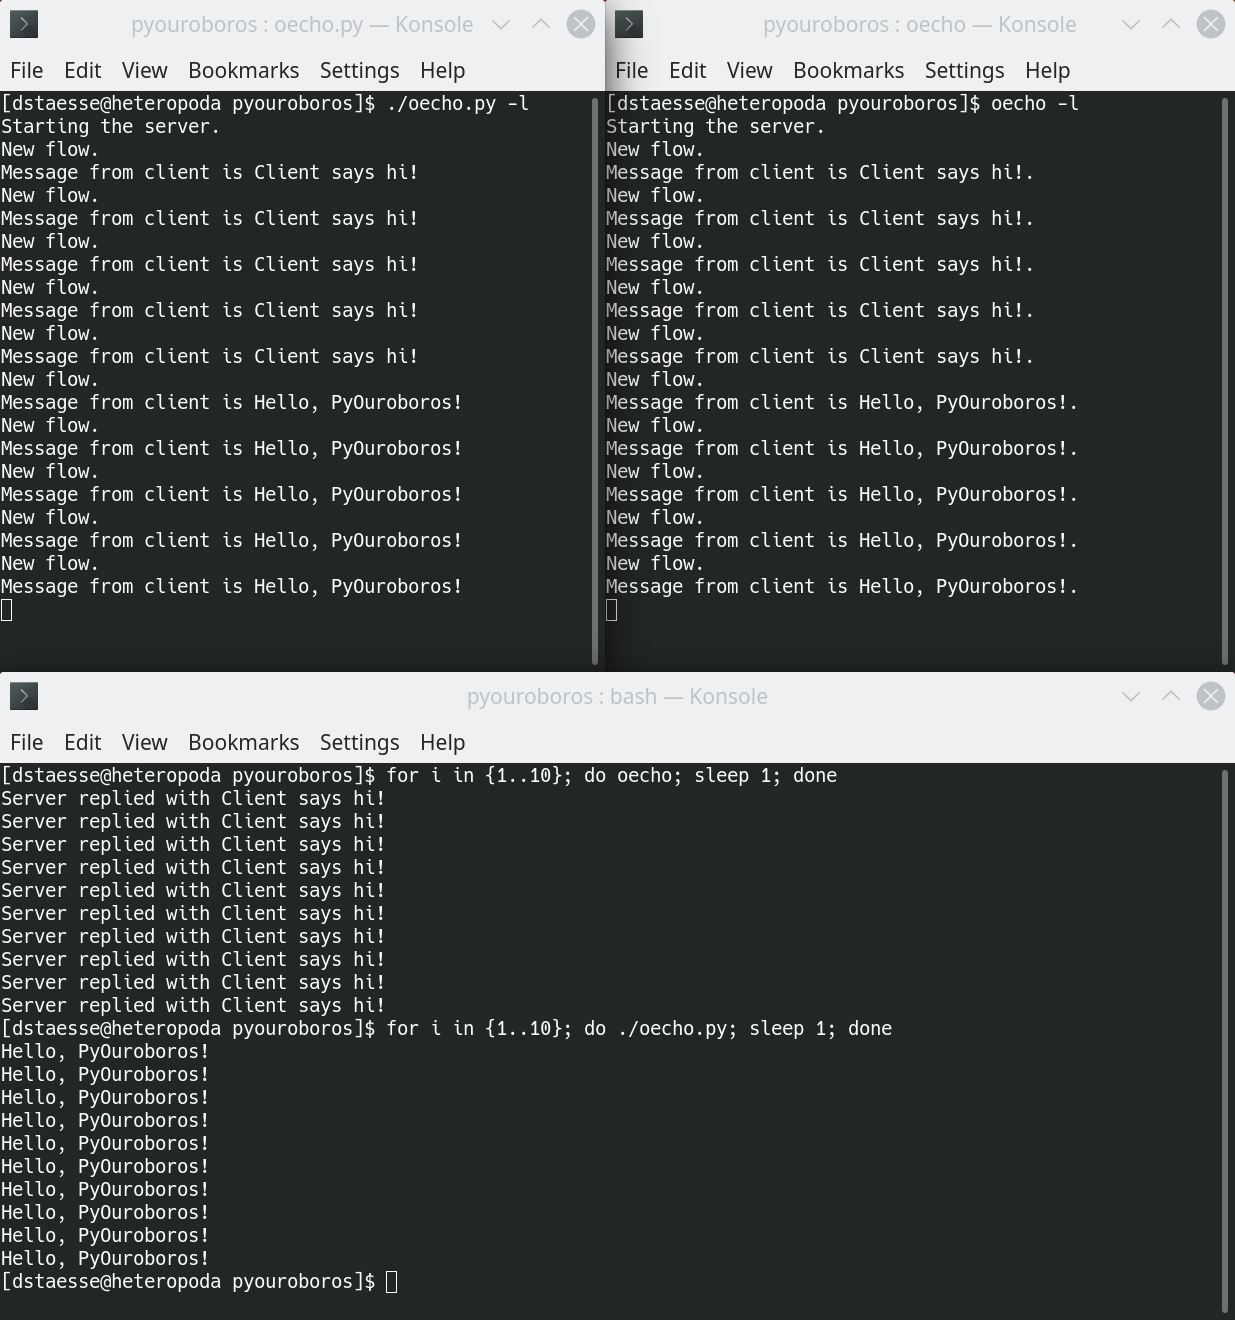 pyouroboros : oecho.py — Konsole
File Edit View Bookmarks Settings Help
[dstaesse@heteropoda pyouroboros]$ ./oecho.py -l
Starting the server.
New flow.
Message from client is Client says hi!
New flow.
Message from client is Client says hi!
New flow.
Message from client is Client says hi!
New flow.
Message from client is Client says hi!
New flow.
Message from client is Client says hi!
New flow.
Message from client is Hello, PyOuroboros!
New flow.
Message from client is Hello, PyOuroboros!
New flow.
Message from client is Hello, PyOuroboros!
New flow.
Message from client is Hello, PyOuroboros!
New flow.
Message from client is Hello, PyOuroboros!
pyouroboros : oecho — Konsole
File Edit View Bookmarks Settings Help
[dstaesse@heteropoda pyouroboros]$ oecho -l
Starting the server.
New flow.
Message from client is Client says hi!.
New flow.
Message from client is Client says hi!.
New flow.
Message from client is Client says hi!.
New flow.
Message from client is Client says hi!.
New flow.
Message from client is Client says hi!.
New flow.
Message from client is Hello, PyOuroboros!.
New flow.
Message from client is Hello, PyOuroboros!.
New flow.
Message from client is Hello, PyOuroboros!.
New flow.
Message from client is Hello, PyOuroboros!.
New flow.
Message from client is Hello, PyOuroboros!.
pyouroboros : bash — Konsole
File Edit View Bookmarks Settings Help
[dstaesse@heteropoda pyouroboros]$ for i in {1..10}; do oecho; sleep 1; done
Server replied with Client says hi!
Server replied with Client says hi!
Server replied with Client says hi!
Server replied with Client says hi!
Server replied with Client says hi!
Server replied with Client says hi!
Server replied with Client says hi!
Server replied with Client says hi!
Server replied with Client says hi!
Server replied with Client says hi!
[dstaesse@heteropoda pyouroboros]$ for i in {1..10}; do ./oecho.py; sleep 1; done
Hello, PyOuroboros!
Hello, PyOuroboros!
Hello, PyOuroboros!
Hello, PyOuroboros!
Hello, PyOuroboros!
Hello, PyOuroboros!
Hello, PyOuroboros!
Hello, PyOuroboros!
Hello, PyOuroboros!
Hello, PyOuroboros!
[dstaesse@heteropoda pyouroboros]$